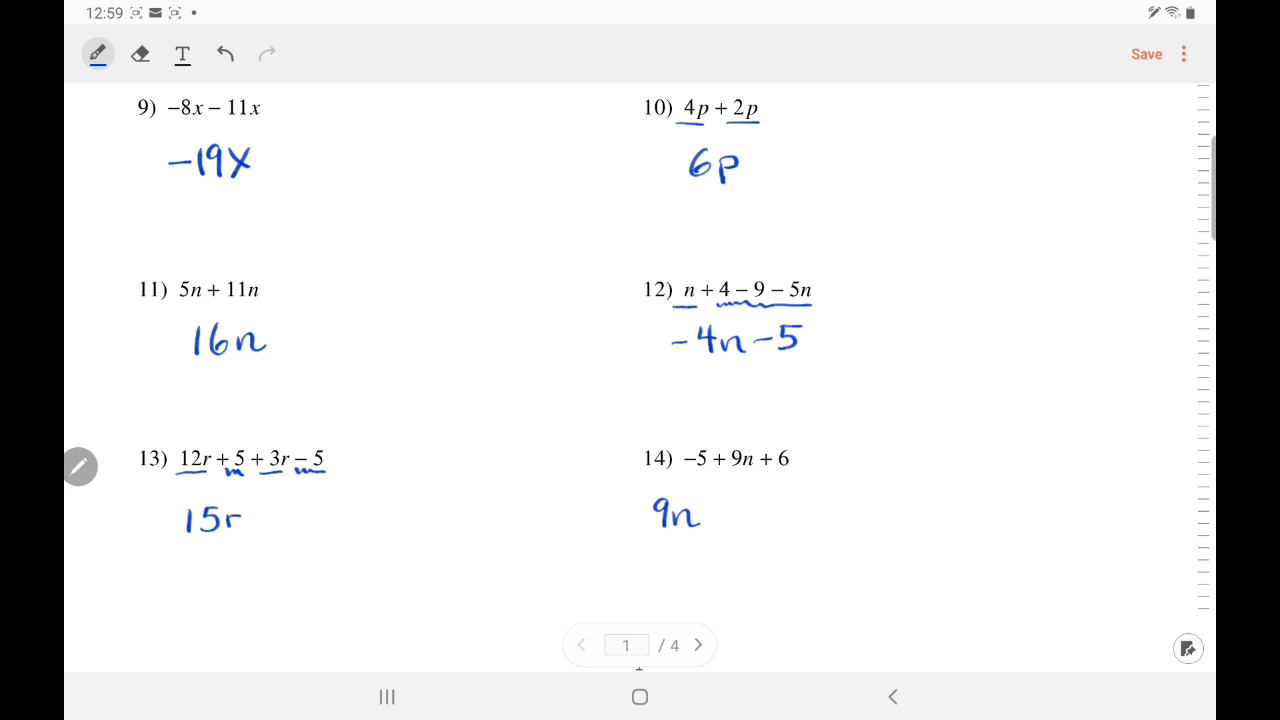 12:59
T
Save
9) −8x − 11x
10) 4p + 2p
-19x
6p
11) 5n + 11n
12) n + 4 − 9 − 5n
16n
-4n-5
13) 12r + 5 + 3r − 5
14) −5 + 9n + 6
15r
9n
1 / 4